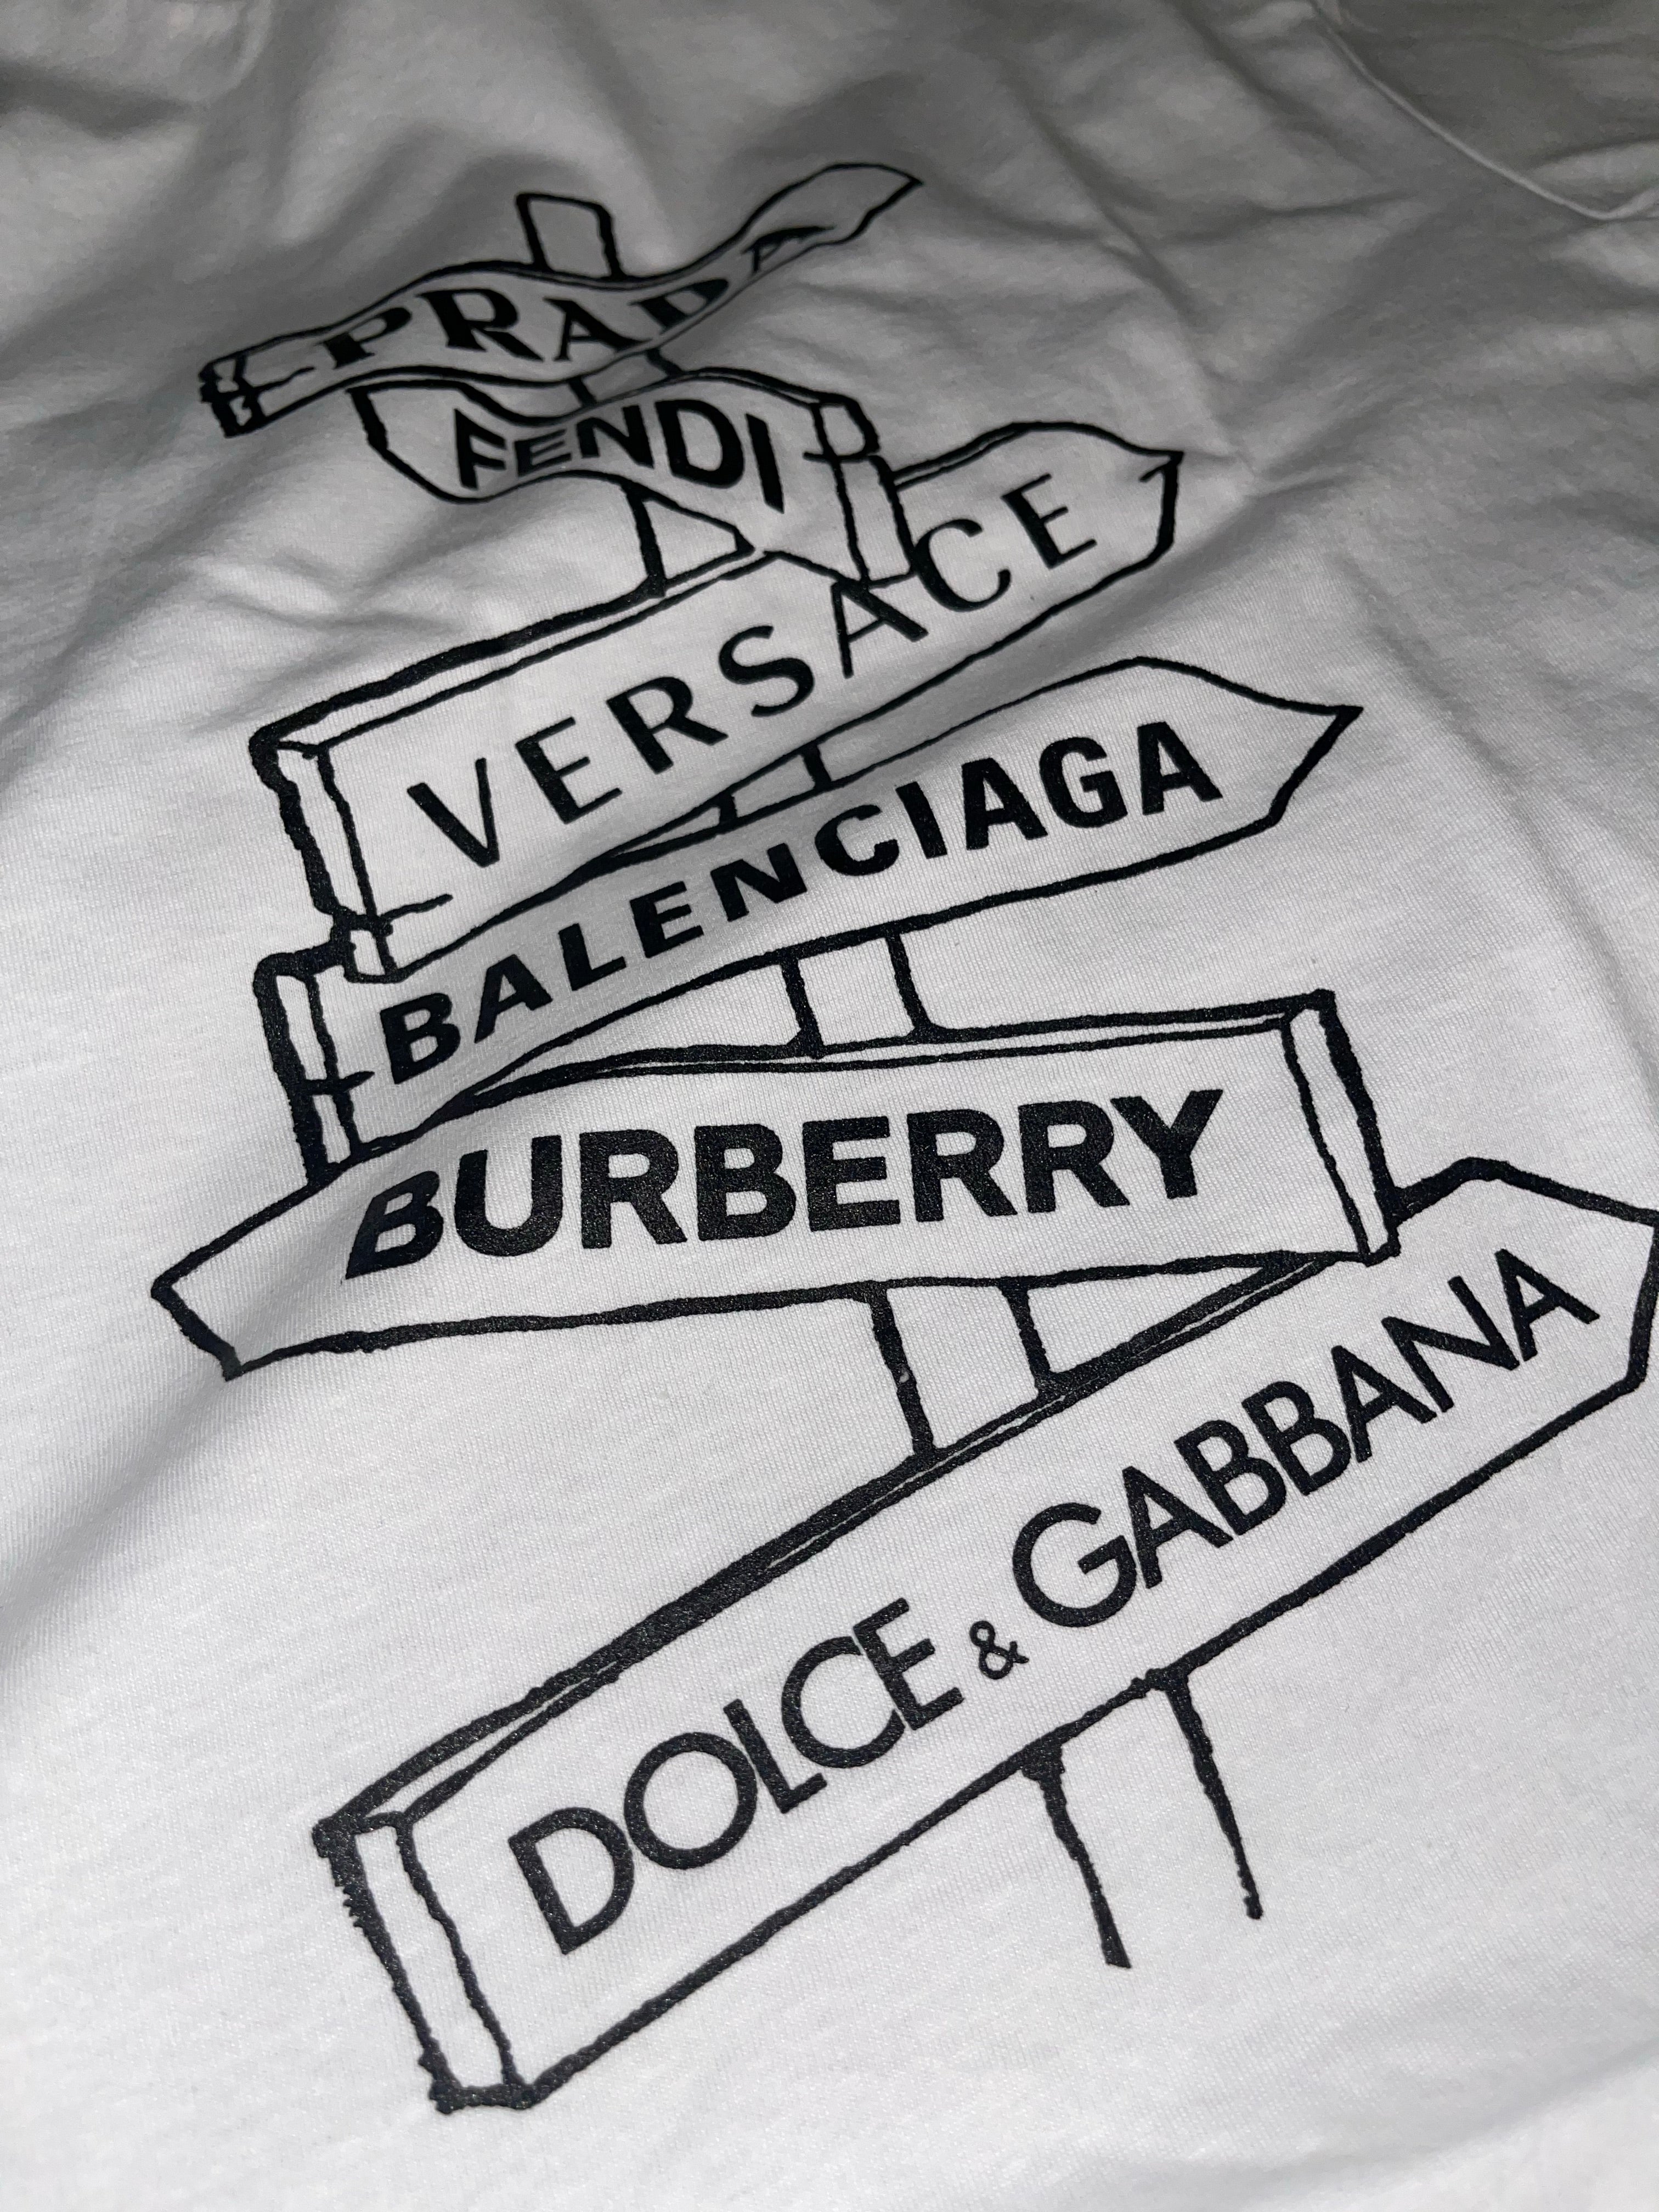 PRADA
FENDI
VERSACE
BALENCIAGA
BURBERRY
DOLCE & GABBANA